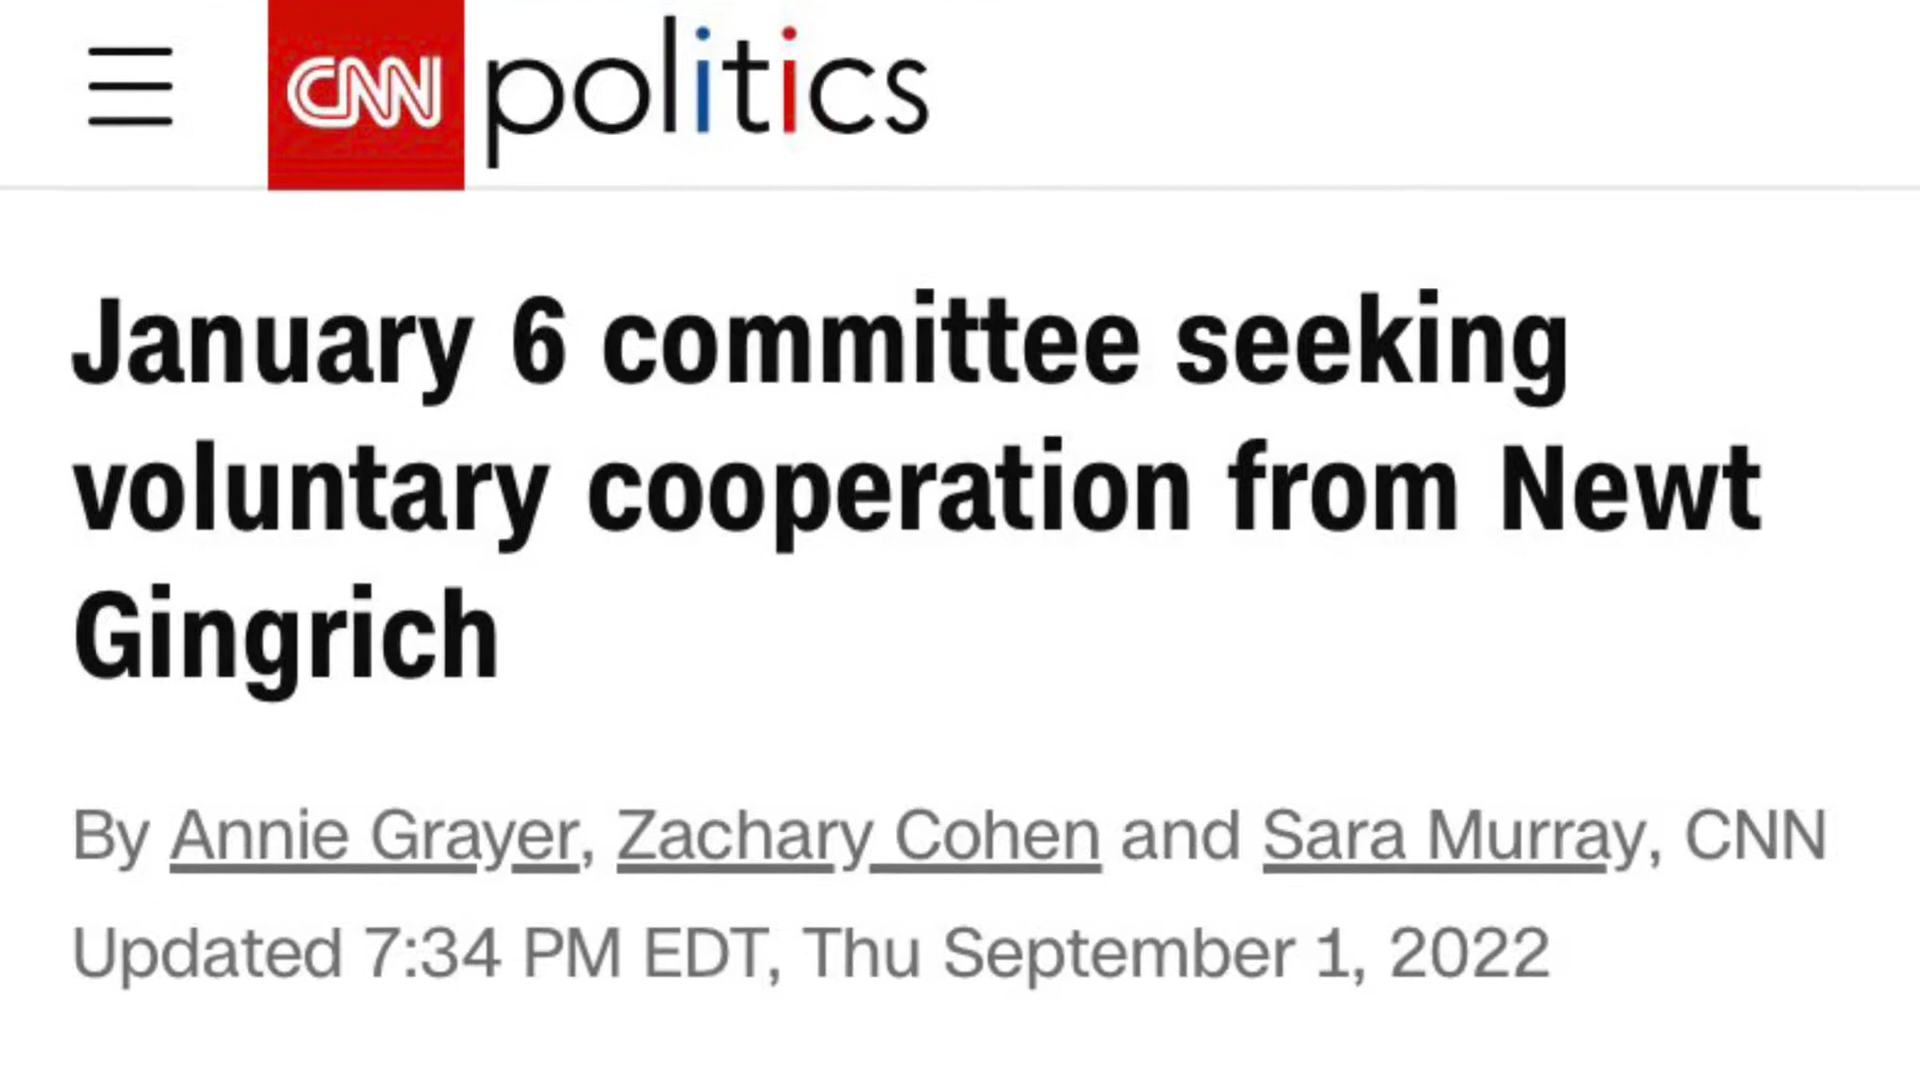 CNN politics
January 6 committee seeking
voluntary cooperation from Newt
Gingrich
By Annie Grayer, Zachary Cohen and Sara Murray, CNN
Updated 7:34 PM EDT, Thu September 1, 2022